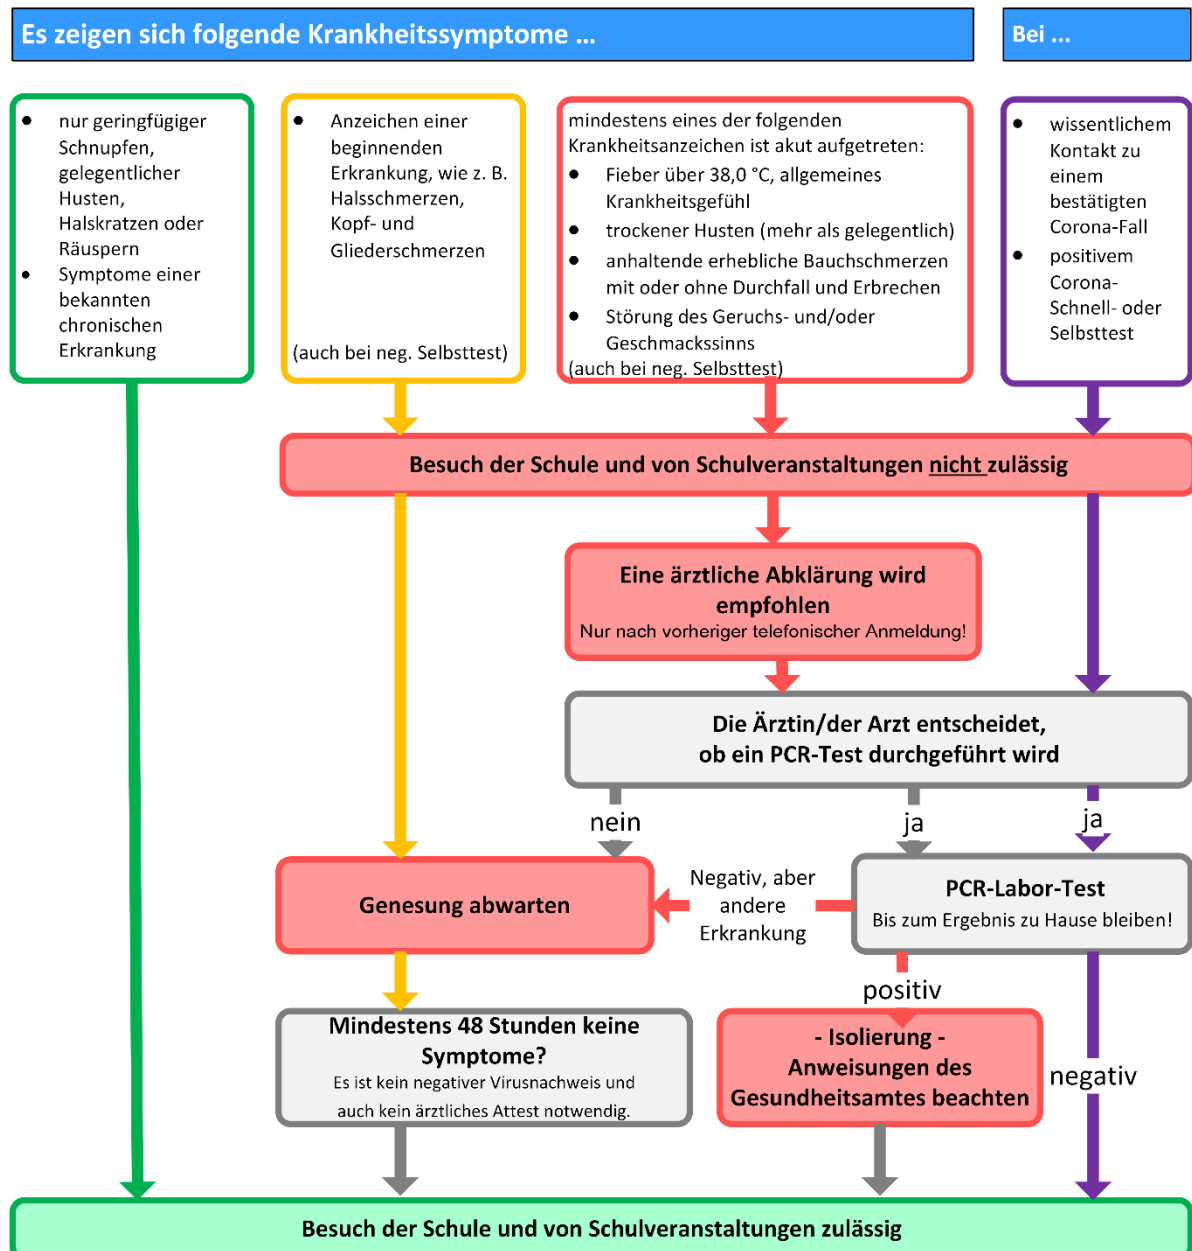 Es zeigen sich folgende Krankheitssymptome ...
Bei ...
● nur geringfügiger
Schnupfen,
gelegentlicher
Husten,
Halskratzen oder
Räuspern
● Symptome einer
bekannten
chronischen
Erkrankung
● Anzeichen einer
beginnenden
Erkrankung, wie z. B.
Halsschmerzen,
Kopf- und
Gliederschmerzen
(auch bei neg. Selbsttest)
mindestens eines der folgenden
Krankheitsanzeichen ist akut aufgetreten:
● Fieber über 38,0 °C, allgemeines
Krankheitsgefühl
● trockener Husten (mehr als gelegentlich)
● anhaltende erhebliche Bauchschmerzen
mit oder ohne Durchfall und Erbrechen
● Störung des Geruchs- und/oder
Geschmackssinns
(auch bei neg. Selbsttest)
● wissentlichem
Kontakt zu
einem
bestätigten
Corona-Fall
● positivem
Corona-
Schnell- oder
Selbsttest
Besuch der Schule und von Schulveranstaltungen nicht zulässig
Eine ärztliche Abklärung wird
empfohlen
Nur nach vorheriger telefonischer Anmeldung!
Die Ärztin/der Arzt entscheidet,
ob ein PCR-Test durchgeführt wird
nein
ja
ja
Genesung abwarten
Negativ, aber
andere
Erkrankung
PCR-Labor-Test
Bis zum Ergebnis zu Hause bleiben!
positiv
Mindestens 48 Stunden keine
Symptome?
Es ist kein negativer Virusnachweis und
auch kein ärztliches Attest notwendig.
- Isolierung -
Anweisungen des
Gesundheitsamtes beachten
negativ
Besuch der Schule und von Schulveranstaltungen zulässig